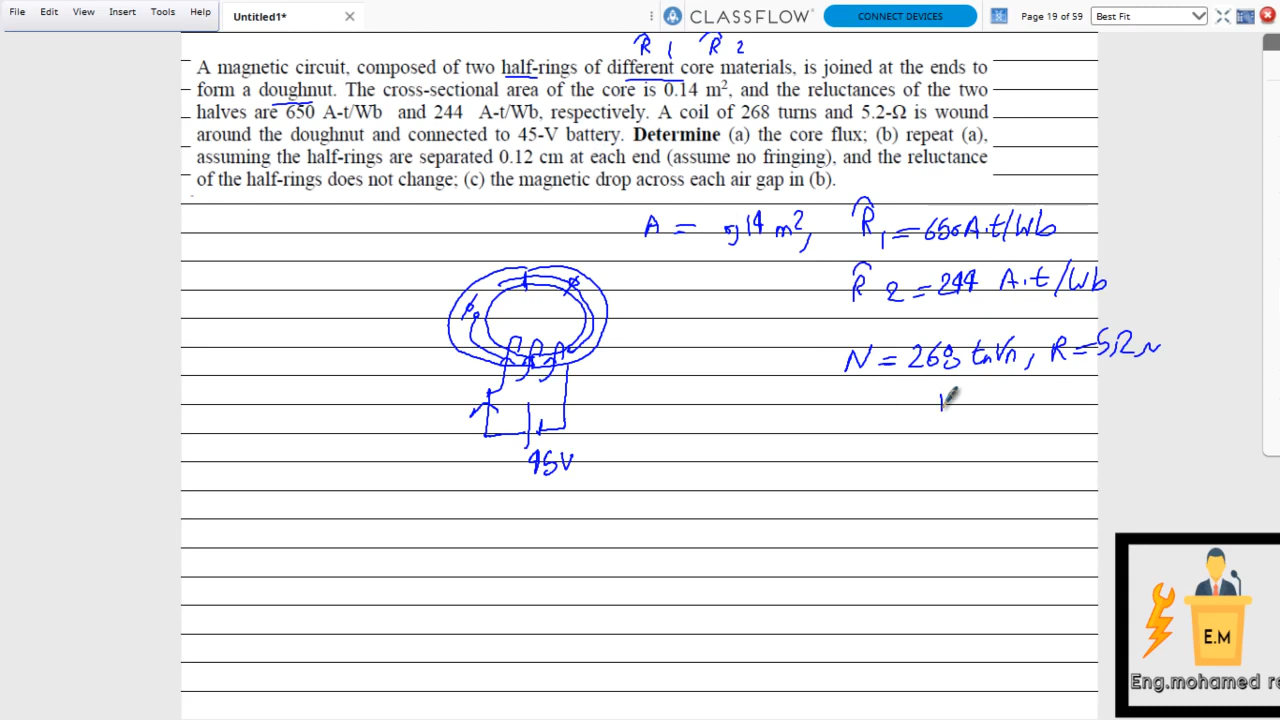 File Edit View Insert Tools Help
Untitled1*
CLASSFLOW
CONNECT DEVICES
Page 19 of 59
Best Fit
R 1 R 2
A magnetic circuit, composed of two half-rings of different core materials, is joined at the ends to
form a doughnut. The cross-sectional area of the core is 0.14 m², and the reluctances of the two
halves are 650 A-t/Wb and 244 A-t/Wb, respectively. A coil of 268 turns and 5.2-Ω is wound
around the doughnut and connected to 45-V battery. Determine (a) the core flux; (b) repeat (a),
assuming the half-rings are separated 0.12 cm at each end (assume no fringing), and the reluctance
of the half-rings does not change; (c) the magnetic drop across each air gap in (b).
A = 0,14 m², R1 = 650 A.t/Wb
R2 = 244 A.t/Wb
N = 268 turn, R = 5,2 Ω
φ φ
45V
E.M
Eng.mohamed re